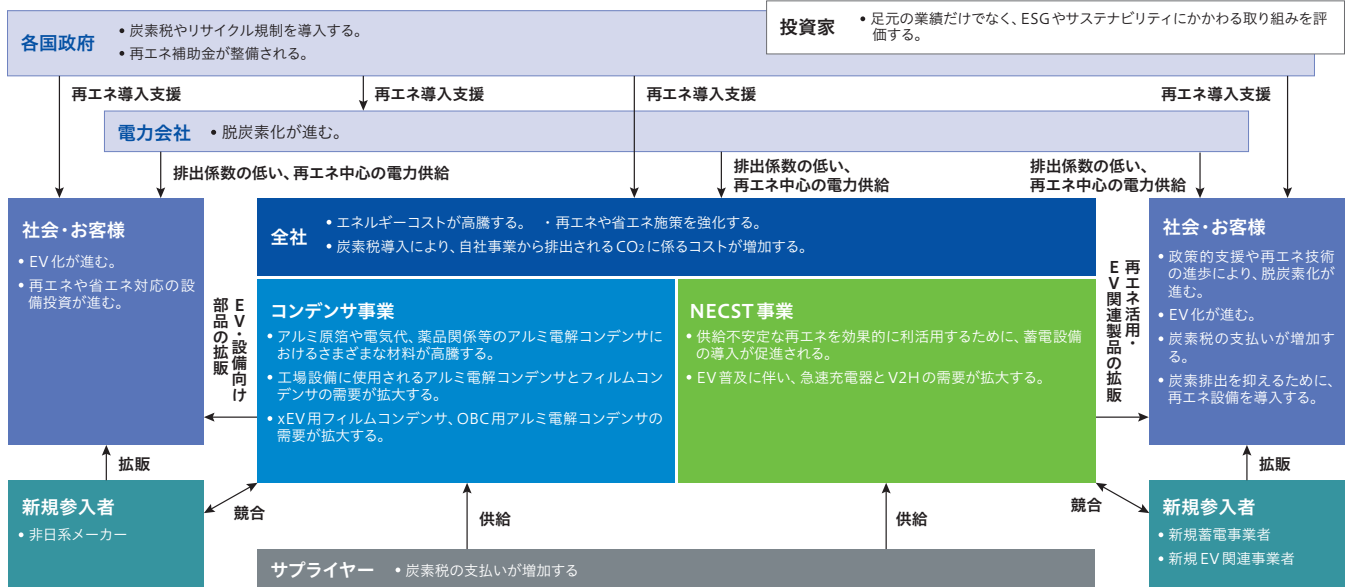 各国政府
• 炭素税やリサイクル規制を導入する。
• 再エネ補助金が整備される。
投資家
• 足元の業績だけでなく、ESGやサステナビリティにかかわる取り組みを評
価する。
再エネ導入支援
再エネ導入支援
再エネ導入支援
再エネ導入支援
電力会社 • 脱炭素化が進む。
排出係数の低い、再エネ中心の電力供給
排出係数の低い、
再エネ中心の電力供給
排出係数の低い、
再エネ中心の電力供給
社会・お客様
• EV化が進む。
• 再エネや省エネ対応の設
備投資が進む。
全社
• エネルギーコストが高騰する。 ・再エネや省エネ施策を強化する。
• 炭素税導入により、自社事業から排出されるCO2に係るコストが増加する。
EV・設備向け
部品の拡販
コンデンサ事業
• アルミ原箔や電気代、薬品関係等のアルミ電解コンデンサに
おけるさまざまな材料が高騰する。
• 工場設備に使用されるアルミ電解コンデンサとフィルムコン
デンサの需要が拡大する。
• xEV用フィルムコンデンサ、OBC用アルミ電解コンデンサの
需要が拡大する。
NECST事業
• 供給不安定な再エネを効果的に利活用するために、蓄電設備
の導入が促進される。
• EV普及に伴い、急速充電器とV2Hの需要が拡大する。
再エネ活用・
EV関連製品の拡販
社会・お客様
• 政策的支援や再エネ技術
の進歩により、脱炭素化が
進む。
• EV化が進む。
• 炭素税の支払いが増加す
る。
• 炭素排出を抑えるために、
再エネ設備を導入する。
拡販
新規参入者
• 非日系メーカー
競合
供給
供給
競合
拡販
新規参入者
• 新規蓄電事業者
• 新規EV関連事業者
サプライヤー • 炭素税の支払いが増加する